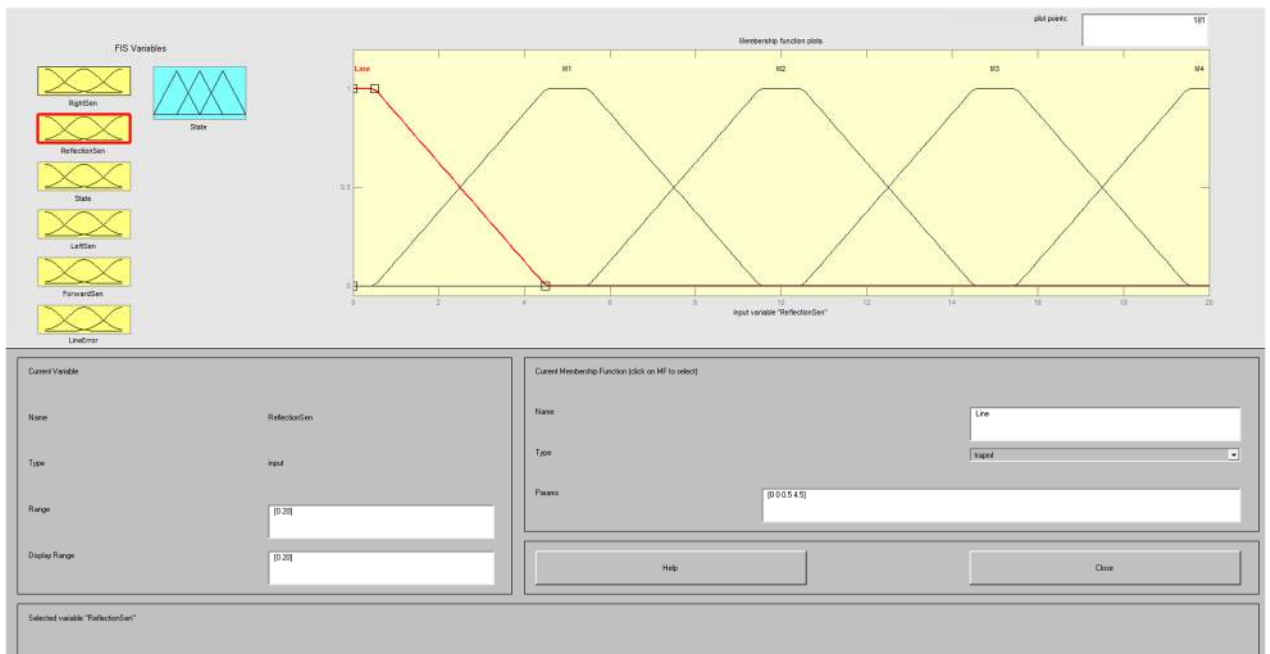 plot points:
181
FIS Variables
Membership function plots
RightSen
ReflectionSen
State
LeftSen
ForwardSen
LineError
State
Line
M1
M2
M3
M4
1
0.5
0
0
2
4
6
8
10
12
14
16
18
20
input variable "ReflectionSen"
Current Variable
Name ReflectionSen
Type input
Range [0 20]
Display Range [0 20]
Current Membership Function (click on MF to select)
Name Line
Type trapmf
Params [0 0 0.5 4.5]
Help
Close
Selected variable "ReflectionSen"